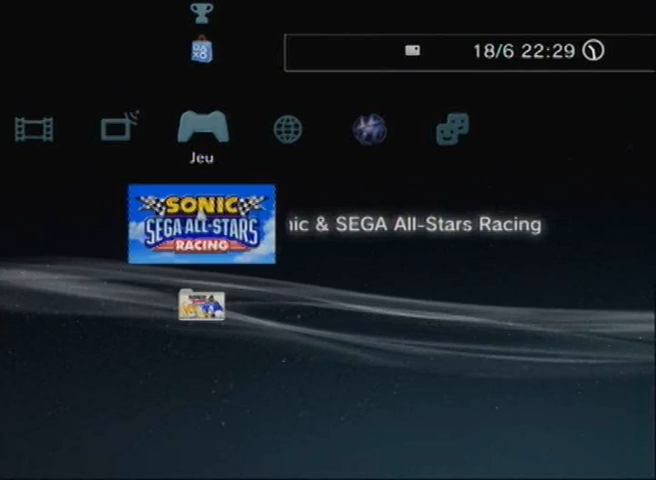 18/6 22:29
Jeu
SONIC
SEGA ALL-STARS
RACING
nic & SEGA All-Stars Racing